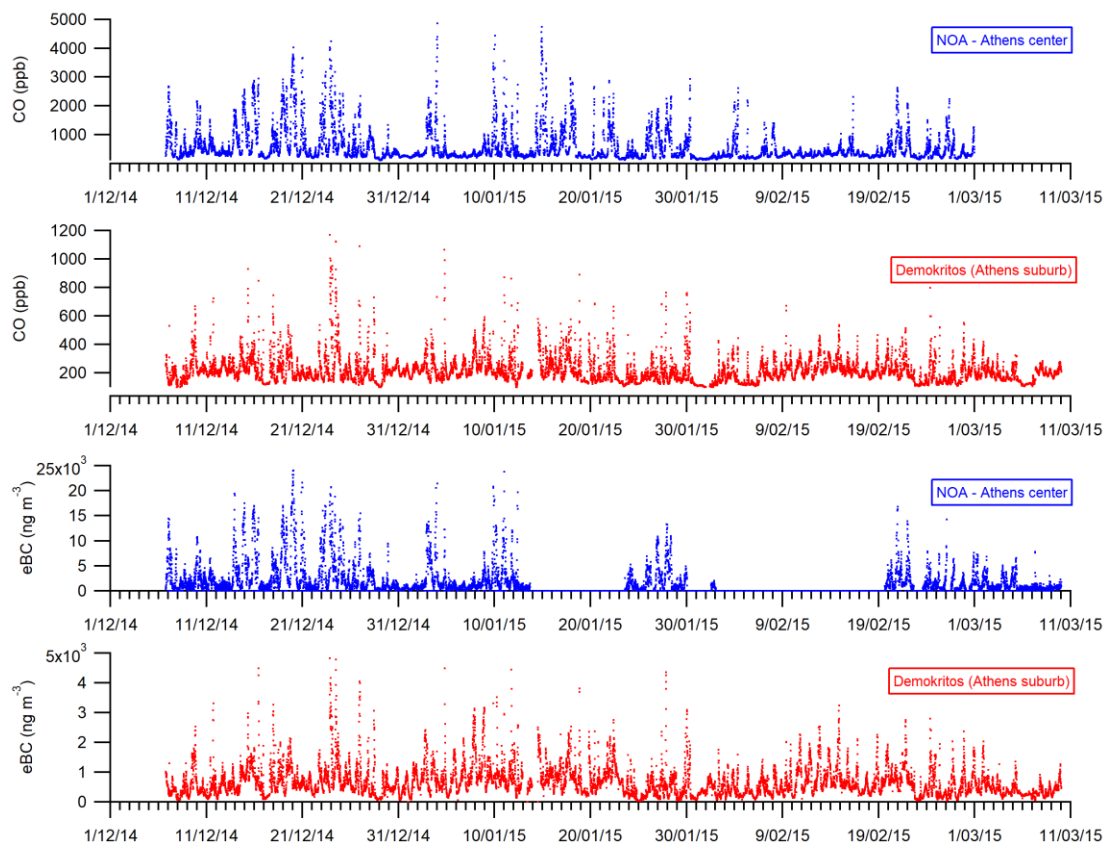 5000
4000
3000
2000
1000
CO (ppb)
NOA - Athens center
1/12/14 11/12/14 21/12/14 31/12/14 10/01/15 20/01/15 30/01/15 9/02/15 19/02/15 1/03/15 11/03/15
1200
1000
800
600
400
200
CO (ppb)
Demokritos (Athens suburb)
1/12/14 11/12/14 21/12/14 31/12/14 10/01/15 20/01/15 30/01/15 9/02/15 19/02/15 1/03/15 11/03/15
25x10³
20
15
10
5
0
eBC (ng m⁻³)
NOA - Athens center
1/12/14 11/12/14 21/12/14 31/12/14 10/01/15 20/01/15 30/01/15 9/02/15 19/02/15 1/03/15 11/03/15
5x10³
4
3
2
1
0
eBC (ng m⁻³)
Demokritos (Athens suburb)
1/12/14 11/12/14 21/12/14 31/12/14 10/01/15 20/01/15 30/01/15 9/02/15 19/02/15 1/03/15 11/03/15